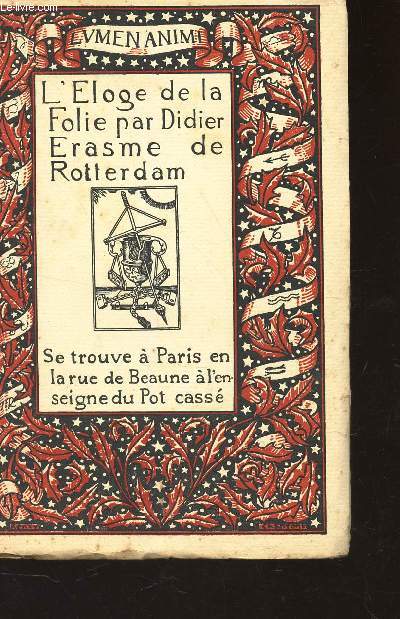 Le-livre.com
LVMEN ANIMI
L'Eloge de la
Folie par Didier
Erasme de
Rotterdam
Se trouve à Paris en
la rue de Beaune à l'en-
seigne du Pot cassé